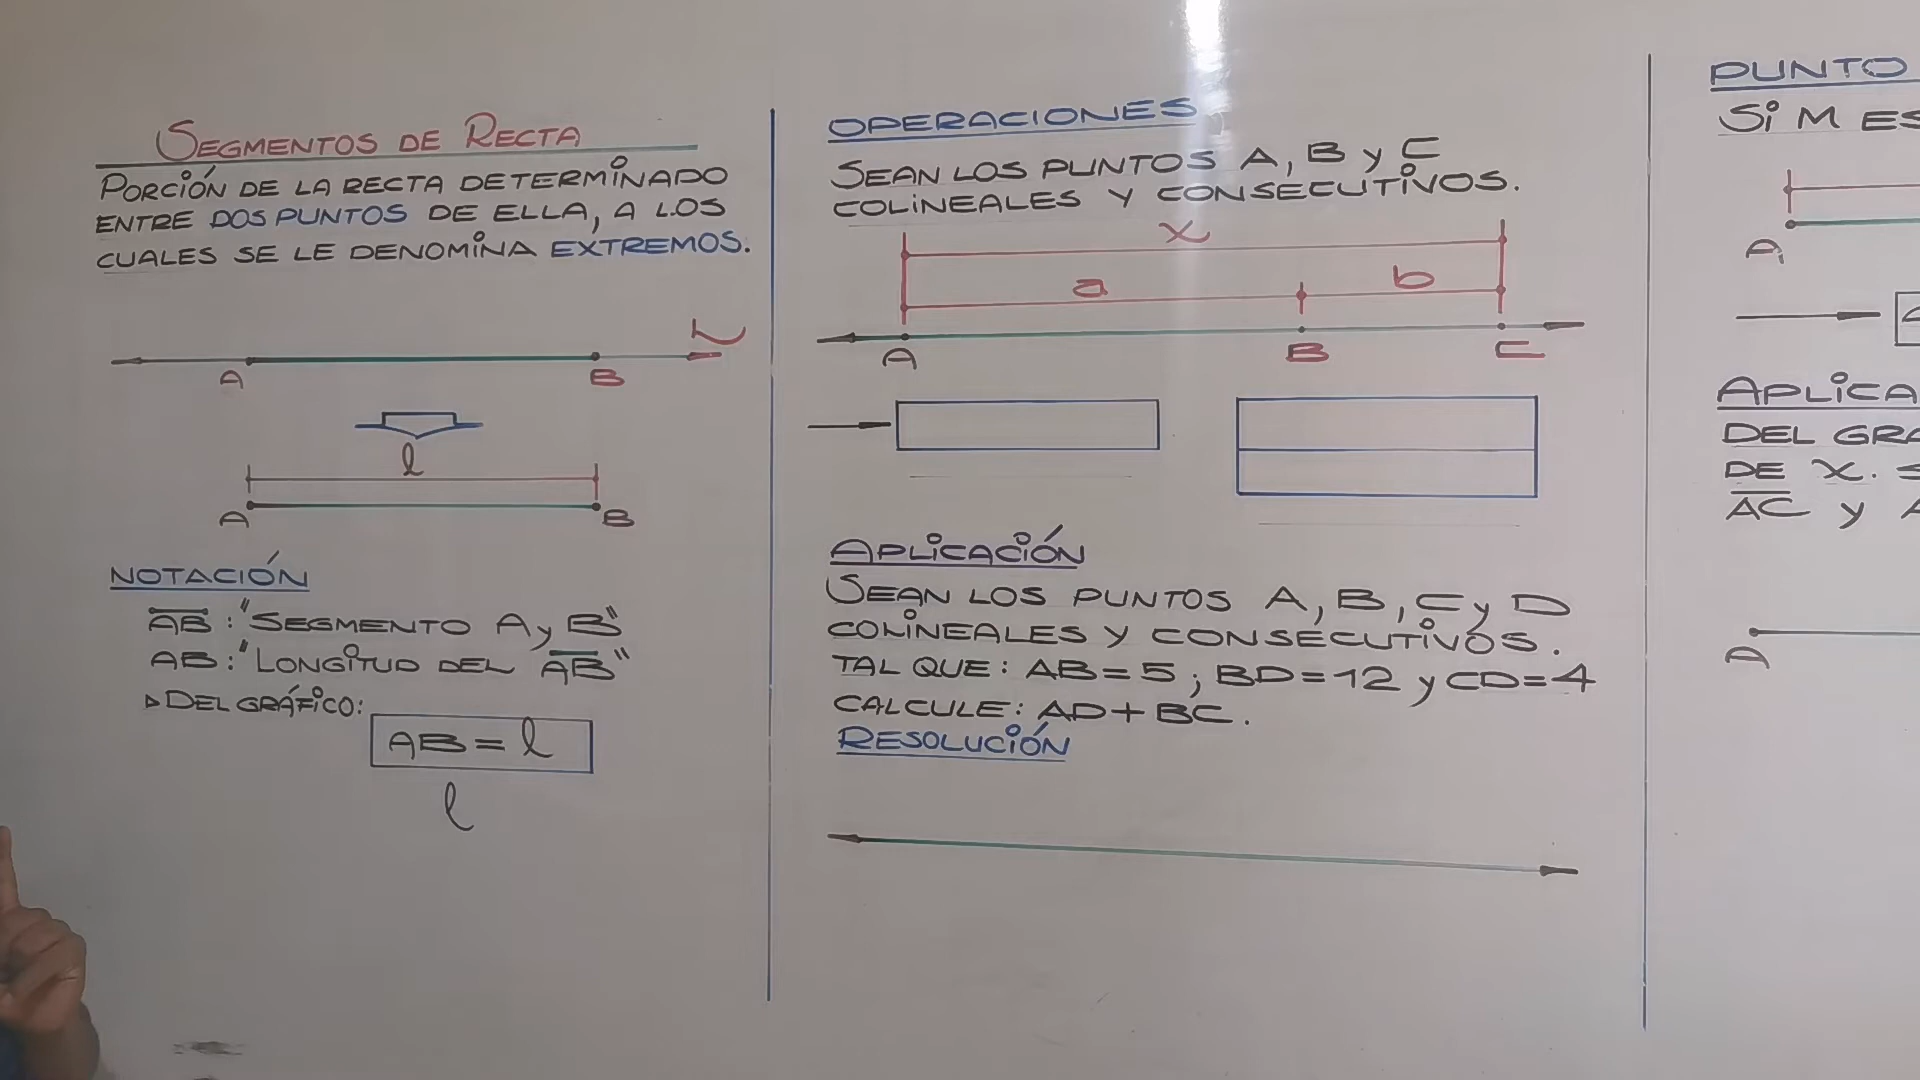 SEGMENTOS DE RECTA
PORCIÓN DE LA RECTA DETERMINADO
ENTRE DOS PUNTOS DE ELLA, A LOS
CUALES SE LE DENOMINA EXTREMOS.
L
A B
l
A B
NOTACIÓN
AB: "SEGMENTO A y B"
AB: "LONGITUD DEL AB"
DEL GRÁFICO:
AB = l
l
OPERACIONES
SEAN LOS PUNTOS A, B y C
COLINEALES Y CONSECUTIVOS.
x
a b
A B C
APLICACIÓN
SEAN LOS PUNTOS A, B, C y D
COLINEALES Y CONSECUTIVOS.
TAL QUE: AB=5; BD=12 y CD=4
CALCULE: AD+BC.
RESOLUCIÓN
PUNTO
Si M ES
A
APLICA
DEL GRÁ
DE X. S
AC y A
A